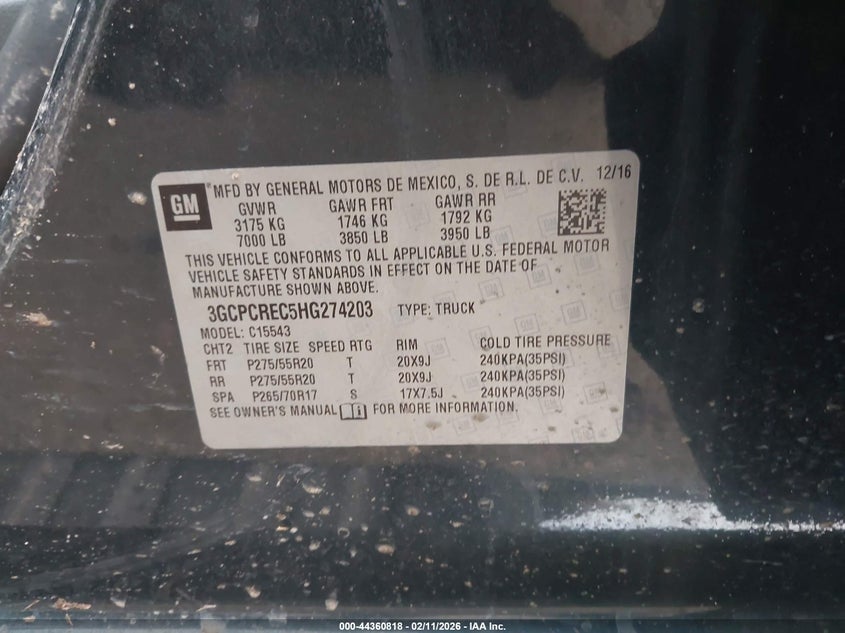 GM
® MFD BY GENERAL MOTORS DE MEXICO, S. DE R.L. DE C.V. 12/16
GVWR GAWR FRT GAWR RR
3175 KG 1746 KG 1792 KG
7000 LB 3850 LB 3950 LB
THIS VEHICLE CONFORMS TO ALL APPLICABLE U.S. FEDERAL MOTOR
VEHICLE SAFETY STANDARDS IN EFFECT ON THE DATE OF
MANUFACTURE SHOWN ABOVE.
3GCPCREC5HG274203 TYPE: TRUCK
MODEL: C15543
CHT2 TIRE SIZE SPEED RTG RIM COLD TIRE PRESSURE
FRT P275/55R20 T 20X9J 240KPA(35PSI)
RR P275/55R20 T 20X9J 240KPA(35PSI)
SPA P265/70R17 S 17X7.5J 240KPA(35PSI)
SEE OWNER'S MANUAL FOR MORE INFORMATION.
000-44360818 - 02/11/2026 - IAA Inc.